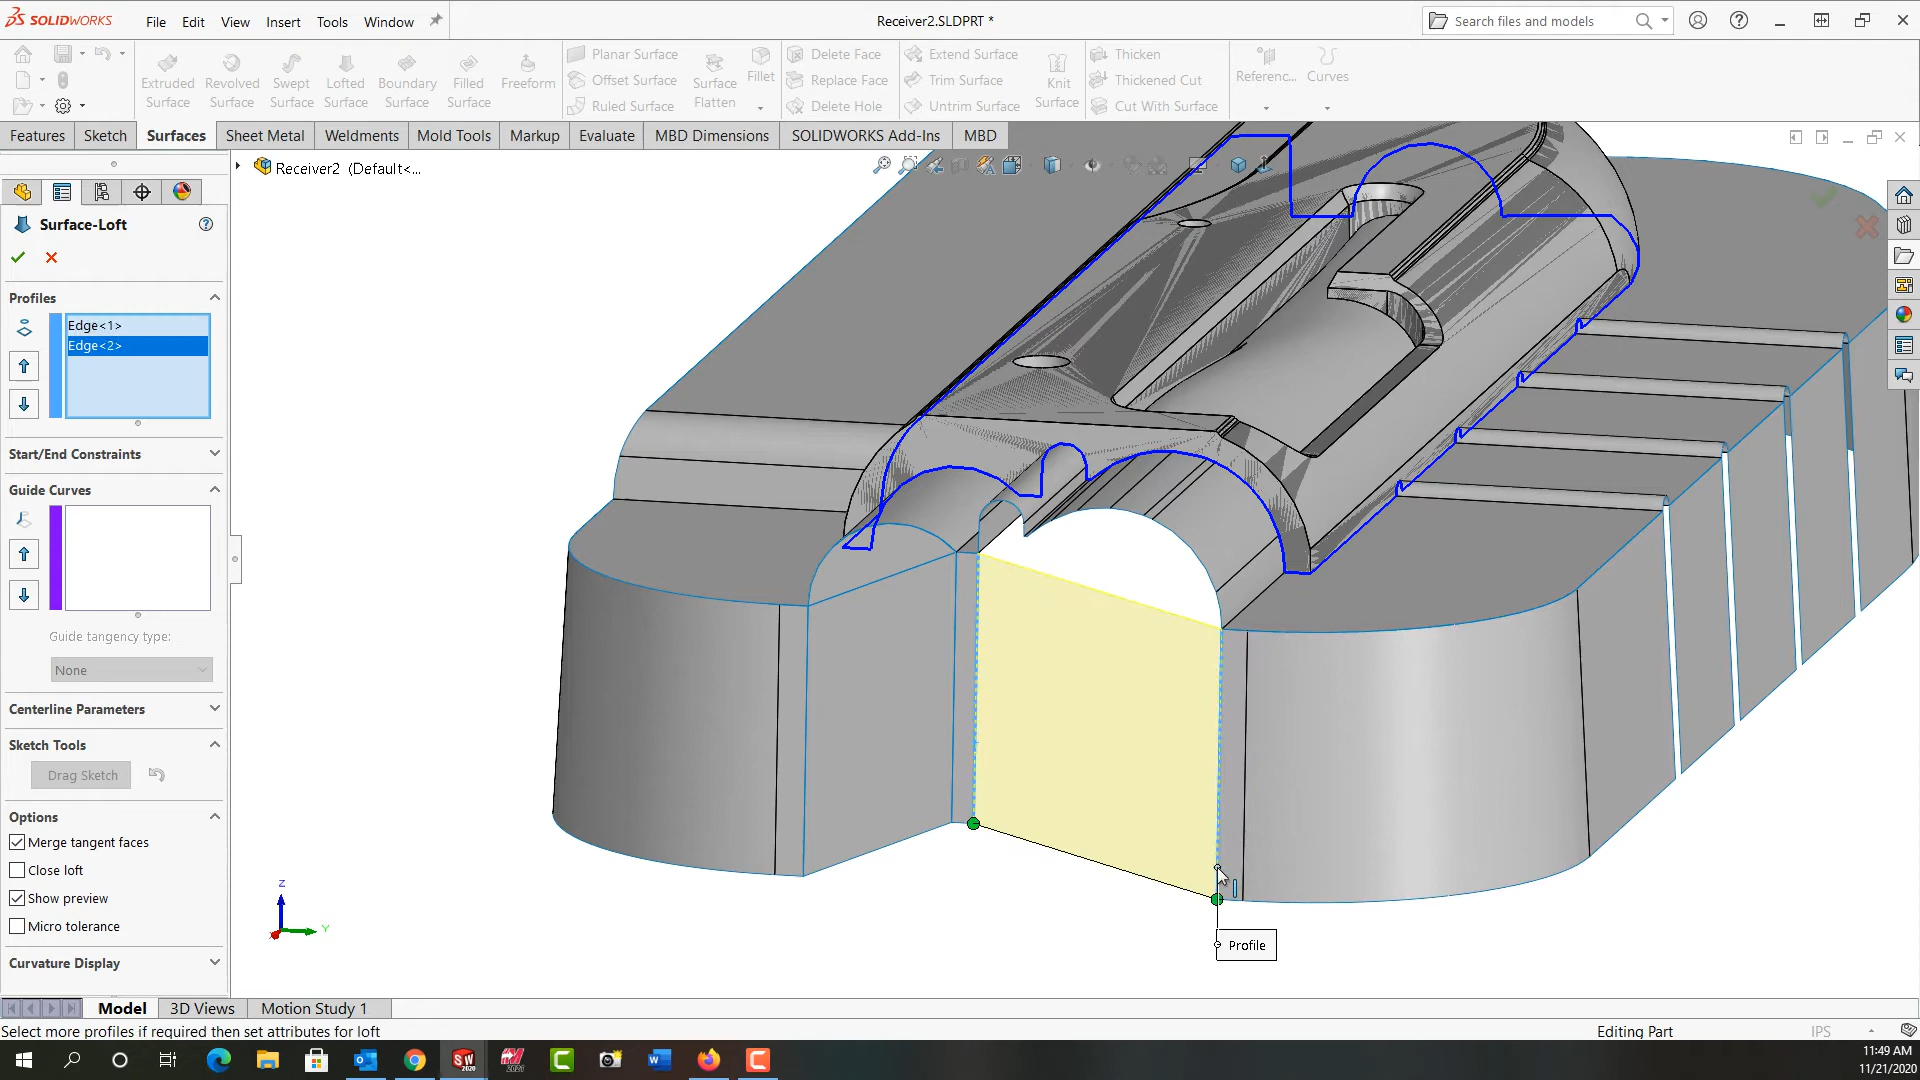 SOLIDWORKS
File Edit View Insert Tools Window
Receiver2.SLDPRT *
Search files and models
Extruded Surface
Revolved Surface
Swept Surface
Lofted Surface
Boundary Surface
Filled Surface
Freeform
Planar Surface
Offset Surface
Ruled Surface
Surface Flatten
Fillet
Delete Face
Replace Face
Delete Hole
Extend Surface
Trim Surface
Untrim Surface
Knit Surface
Thicken
Thickened Cut
Cut With Surface
Referenc...
Curves
Features Sketch Surfaces Sheet Metal Weldments Mold Tools Markup Evaluate MBD Dimensions SOLIDWORKS Add-Ins MBD
Receiver2 (Default<...
Surface-Loft
Profiles
Edge<1>
Edge<2>
Start/End Constraints
Guide Curves
Guide tangency type:
None
Centerline Parameters
Sketch Tools
Drag Sketch
Options
Merge tangent faces
Close loft
Show preview
Micro tolerance
Curvature Display
Z
Y
Profile
Model 3D Views Motion Study 1
Select more profiles if required then set attributes for loft
Editing Part
IPS
11:49 AM
11/21/2020